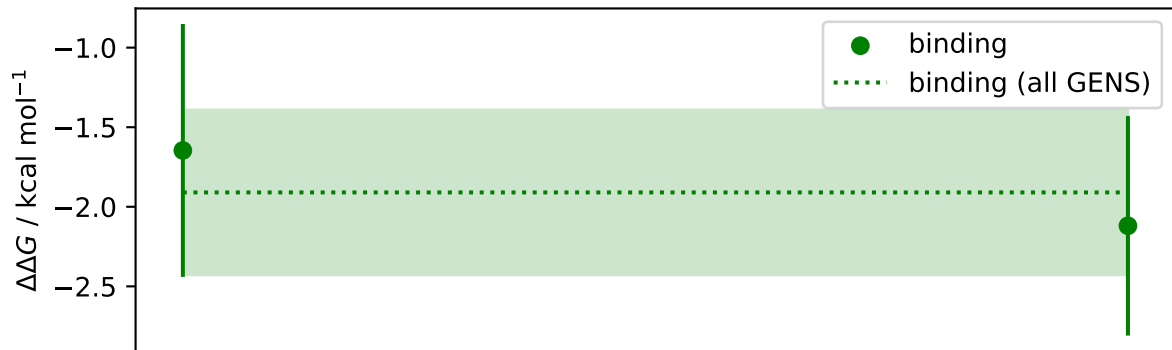 −1.0
−1.5
−2.0
−2.5
ΔΔG / kcal mol⁻¹
binding
binding (all GENS)